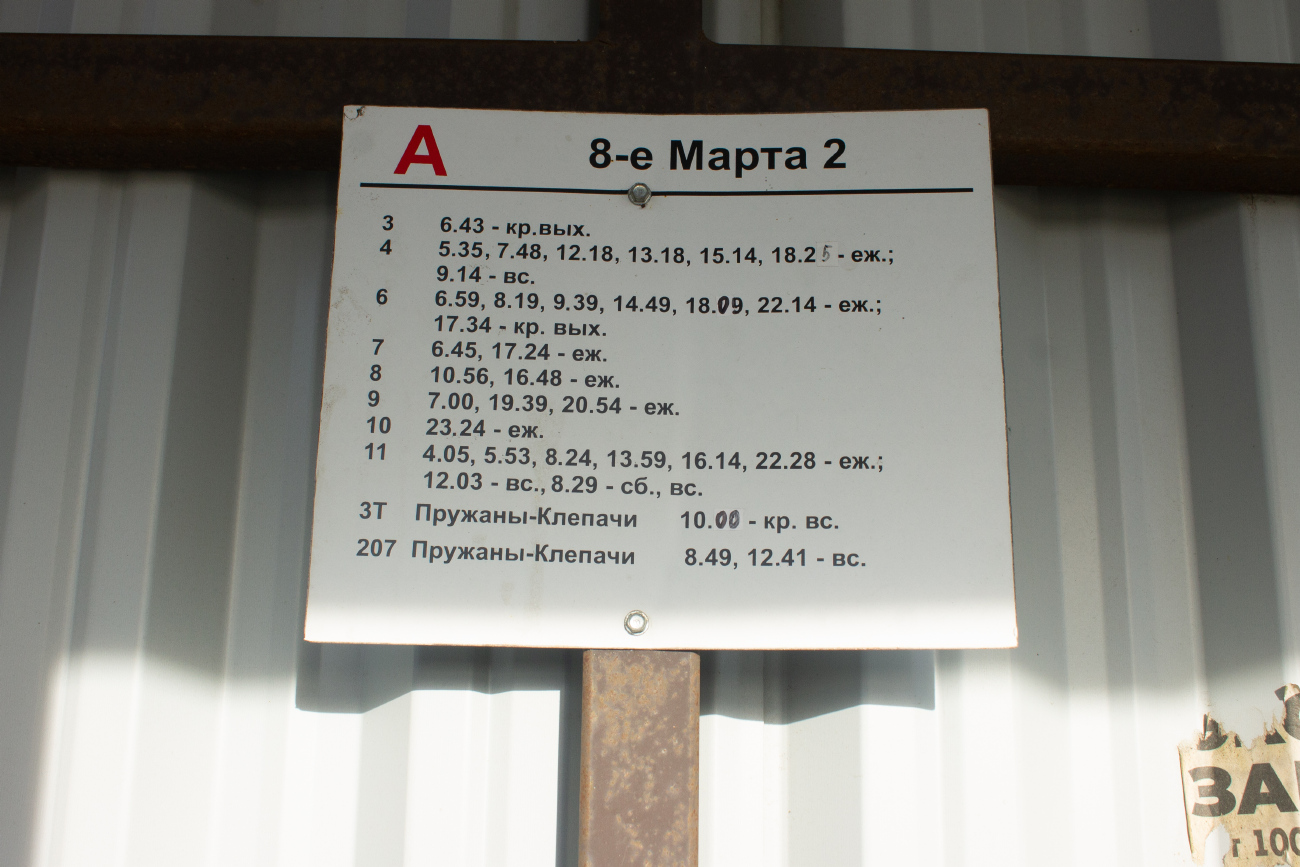 А 8-е Марта 2
3 6.43 - кр.вых.
4 5.35, 7.48, 12.18, 13.18, 15.14, 18.25 - еж.;
9.14 - вс.
6 6.59, 8.19, 9.39, 14.49, 18.09, 22.14 - еж.;
17.34 - кр. вых.
7 6.45, 17.24 - еж.
8 10.56, 16.48 - еж.
9 7.00, 19.39, 20.54 - еж.
10 23.24 - еж.
11 4.05, 5.53, 8.24, 13.59, 16.14, 22.28 - еж.;
12.03 - вс., 8.29 - сб., вс.
3Т Пружаны-Клепачи 10.00 - кр. вс.
207 Пружаны-Клепачи 8.49, 12.41 - вс.